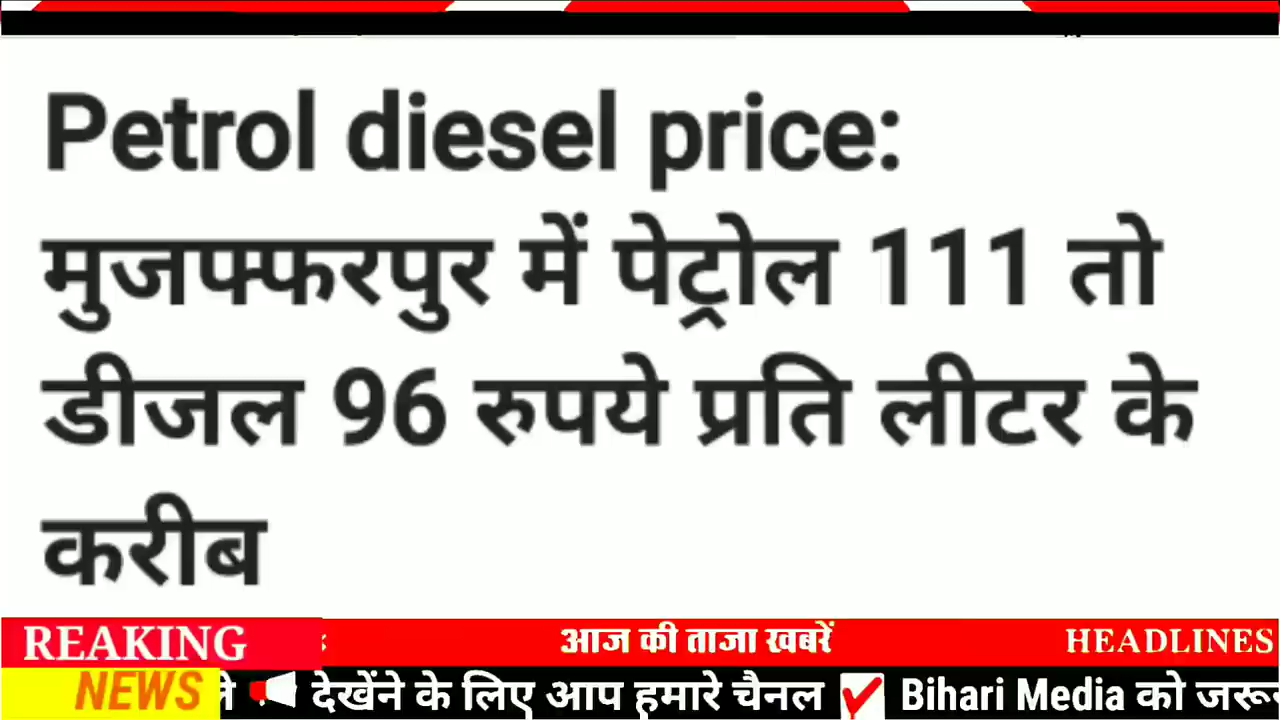 Petrol diesel price:
मुजफ्फरपुर में पेट्रोल 111 तो
डीजल 96 रुपये प्रति लीटर के
करीब
REAKING
आज की ताजा खबरें
HEADLINES
NEWS
देखेंने के लिए आप हमारे चैनल ✔ Bihari Media को